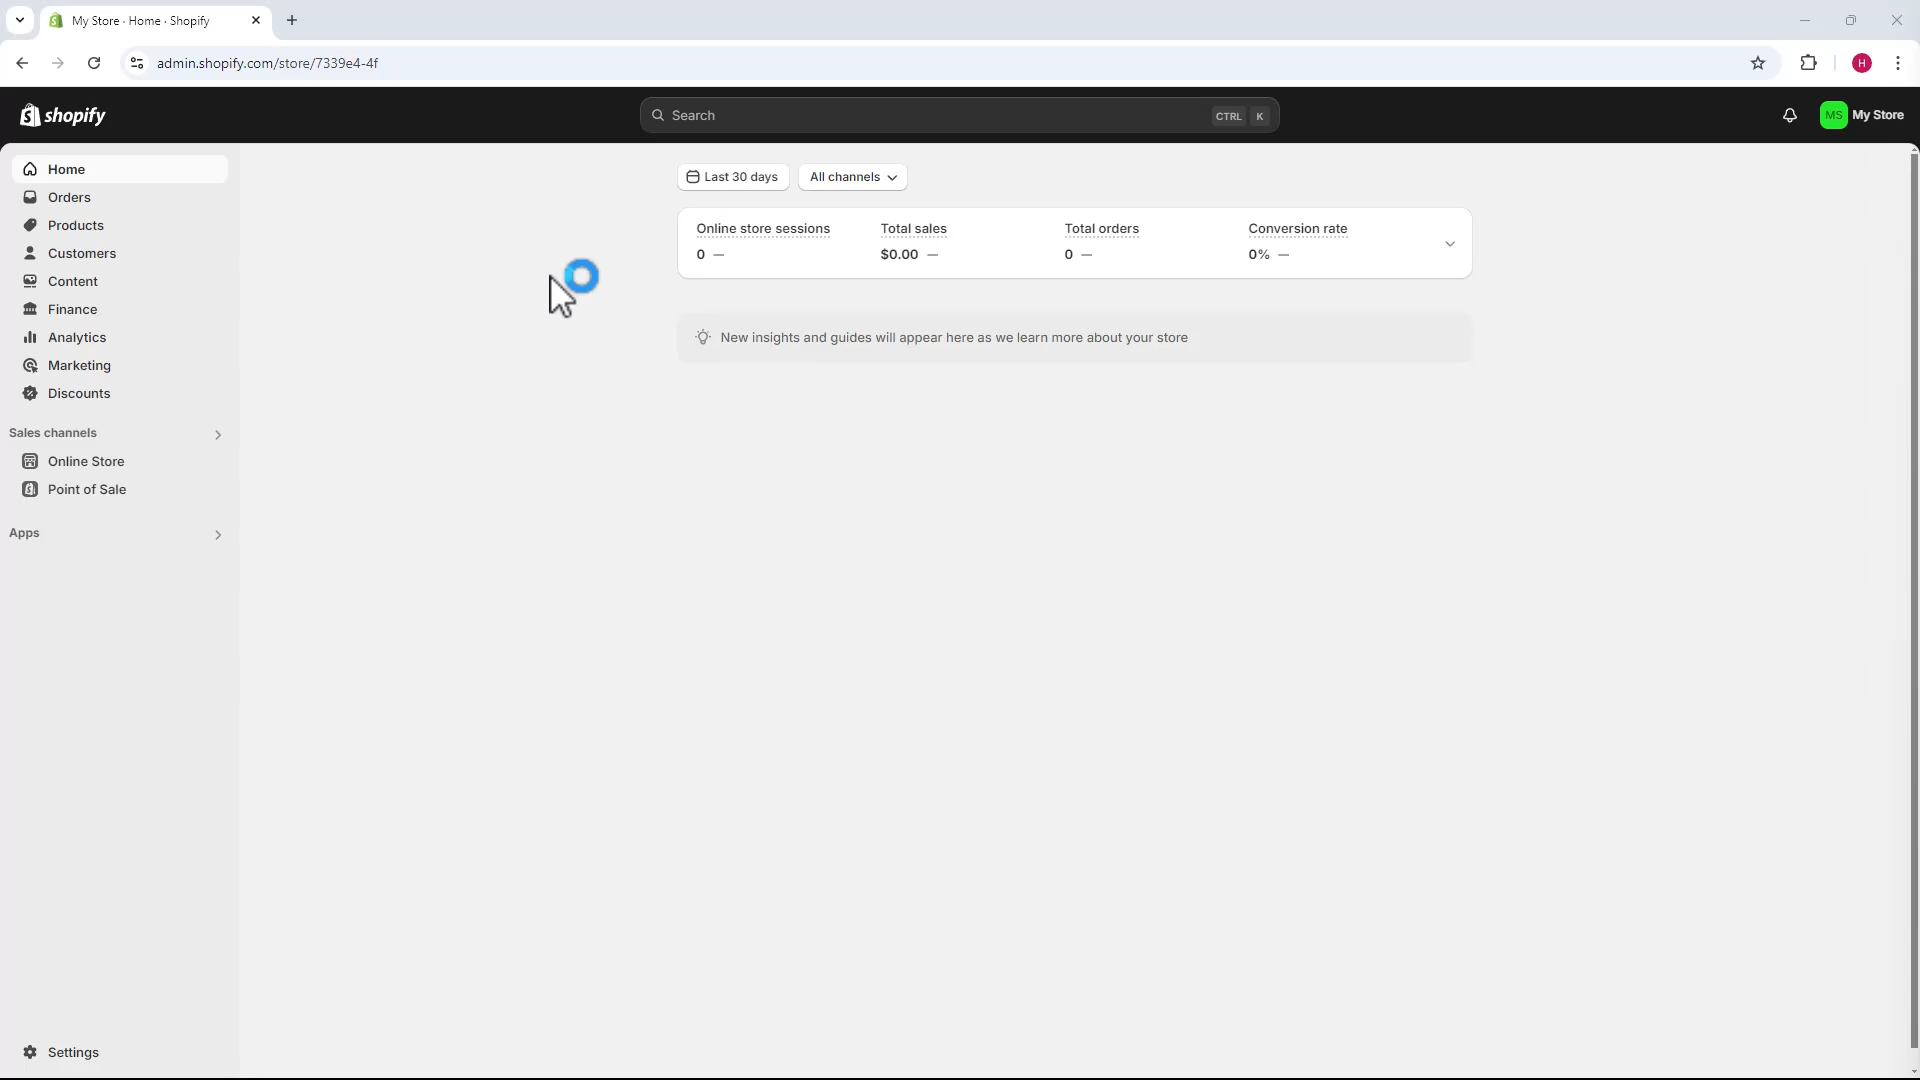 My Store · Home · Shopify
admin.shopify.com/store/7339e4-4f
H
shopify
Search
CTRL K
MS My Store
Home
Orders
Products
Customers
Content
Finance
Analytics
Marketing
Discounts
Sales channels
Online Store
Point of Sale
Apps
Settings
Last 30 days
All channels
Online store sessions Total sales Total orders Conversion rate
0 — $0.00 — 0 — 0% —
New insights and guides will appear here as we learn more about your store